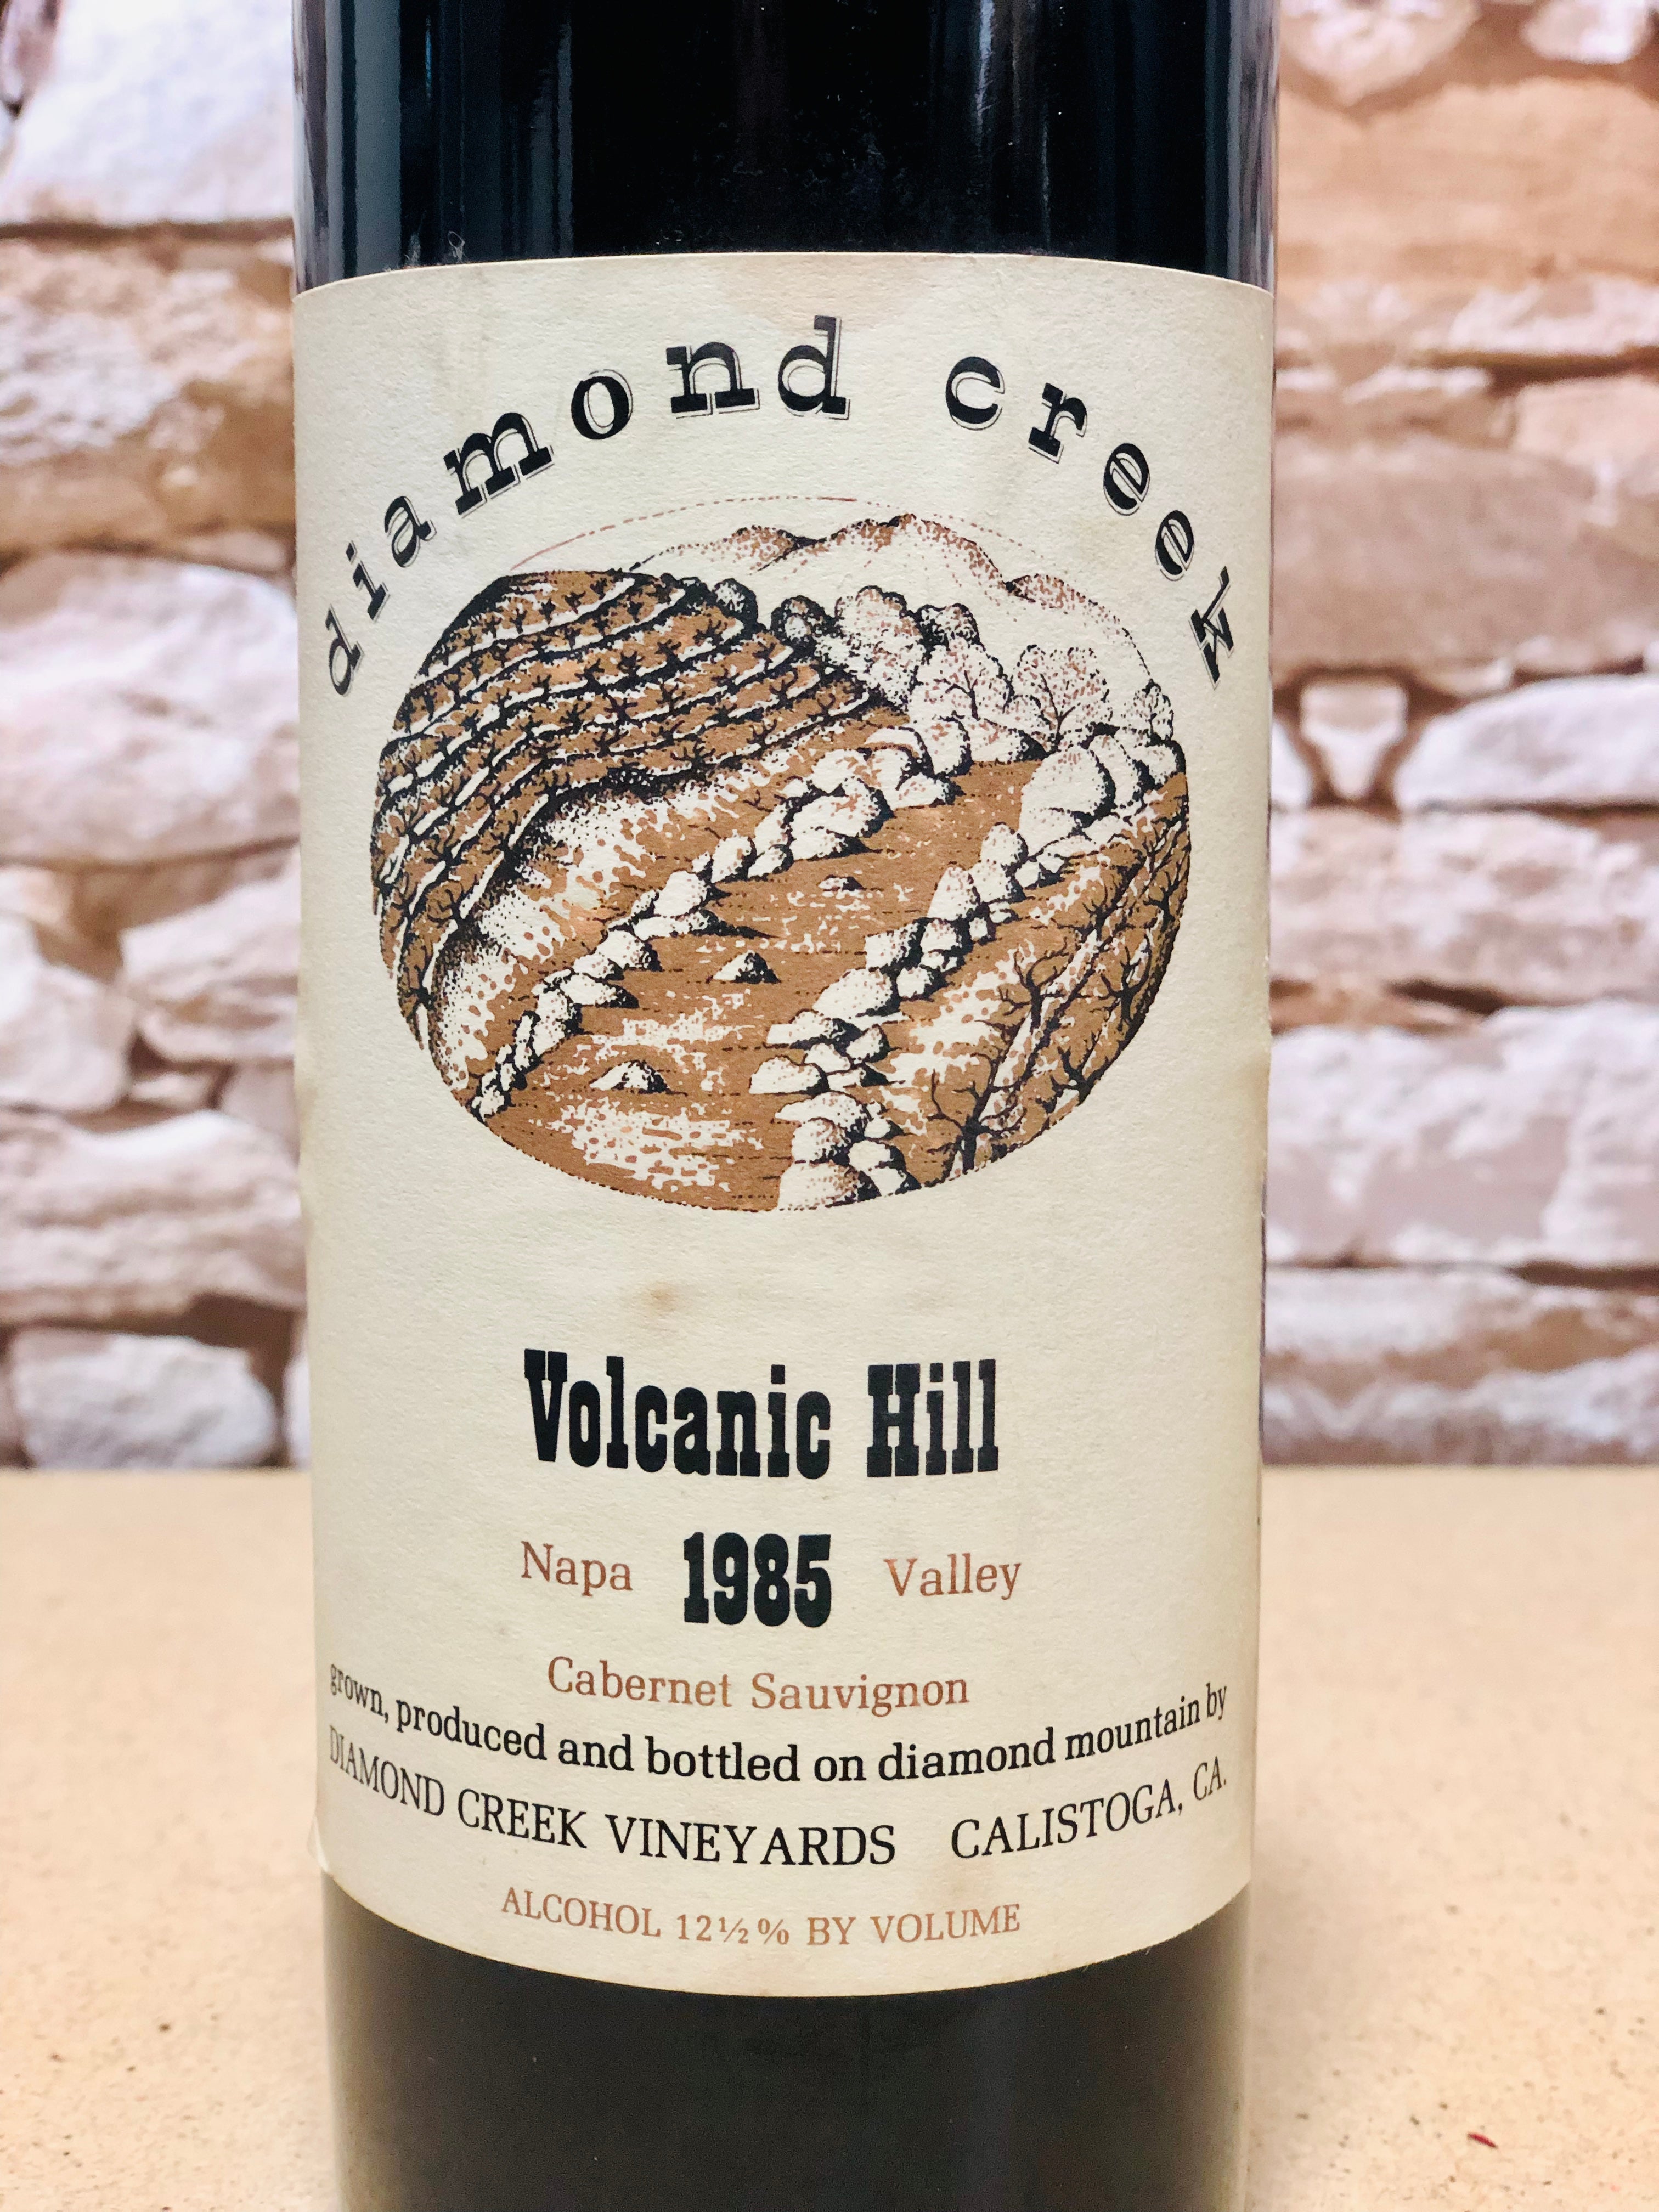 diamond creek
Volcanic Hill
Napa 1985 Valley
Cabernet Sauvignon
grown, produced and bottled on diamond mountain by
DIAMOND CREEK VINEYARDS CALISTOGA, CA.
ALCOHOL 12½% BY VOLUME